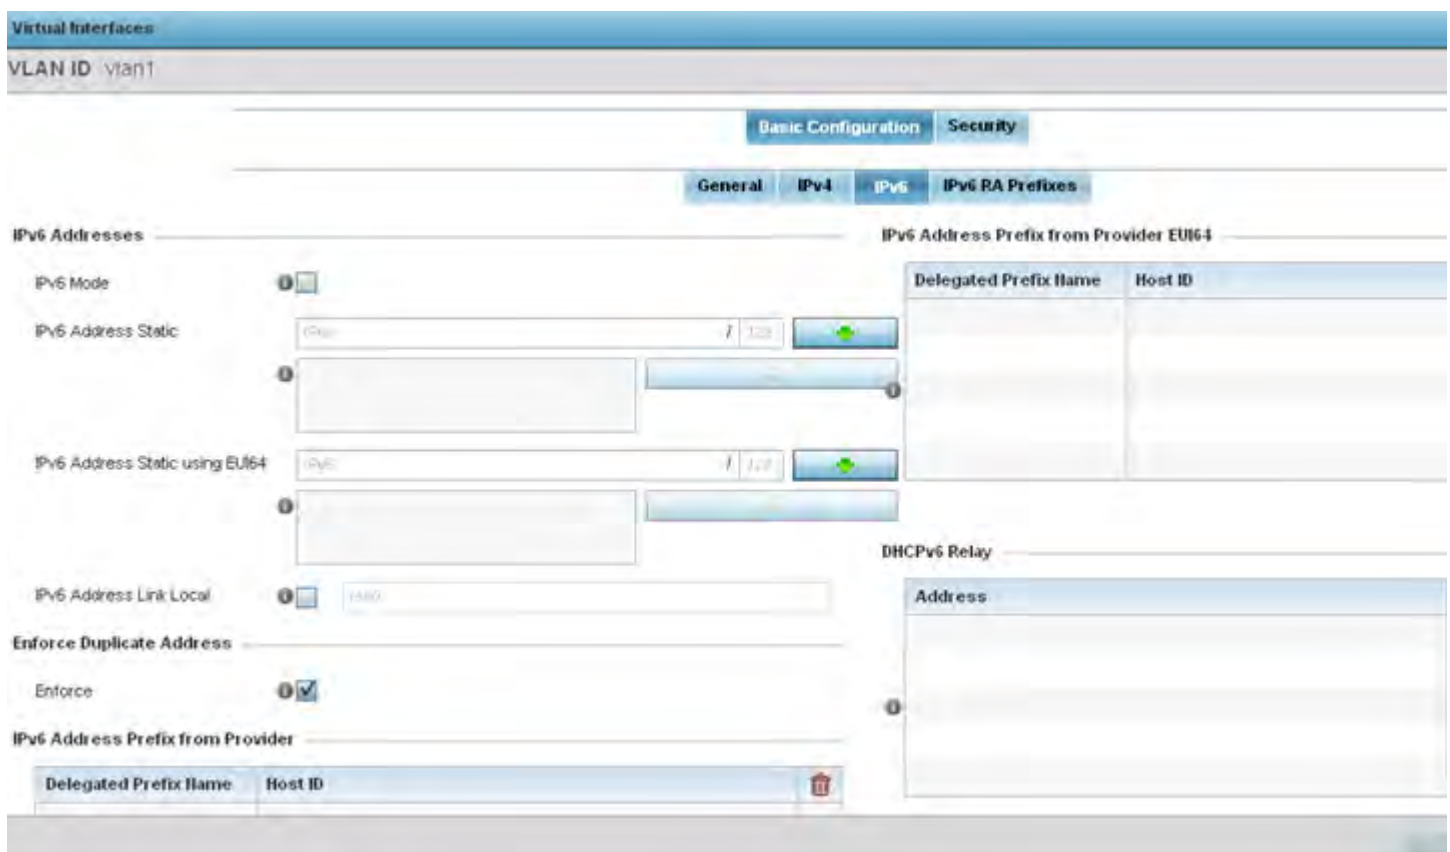 Virtual Interfaces
VLAN ID vlan1
Basic Configuration Security
General IPv4 IPv6 IPv6 RA Prefixes
IPv6 Addresses
IPv6 Mode
IPv6 Address Static
/
IPv6 Address Static using EUI64
IPv6 / 128
IPv6 Address Link Local
Enforce Duplicate Address
Enforce
IPv6 Address Prefix from Provider
Delegated Prefix Name Host ID
IPv6 Address Prefix from Provider EUI64
Delegated Prefix Name Host ID
DHCPv6 Relay
Address